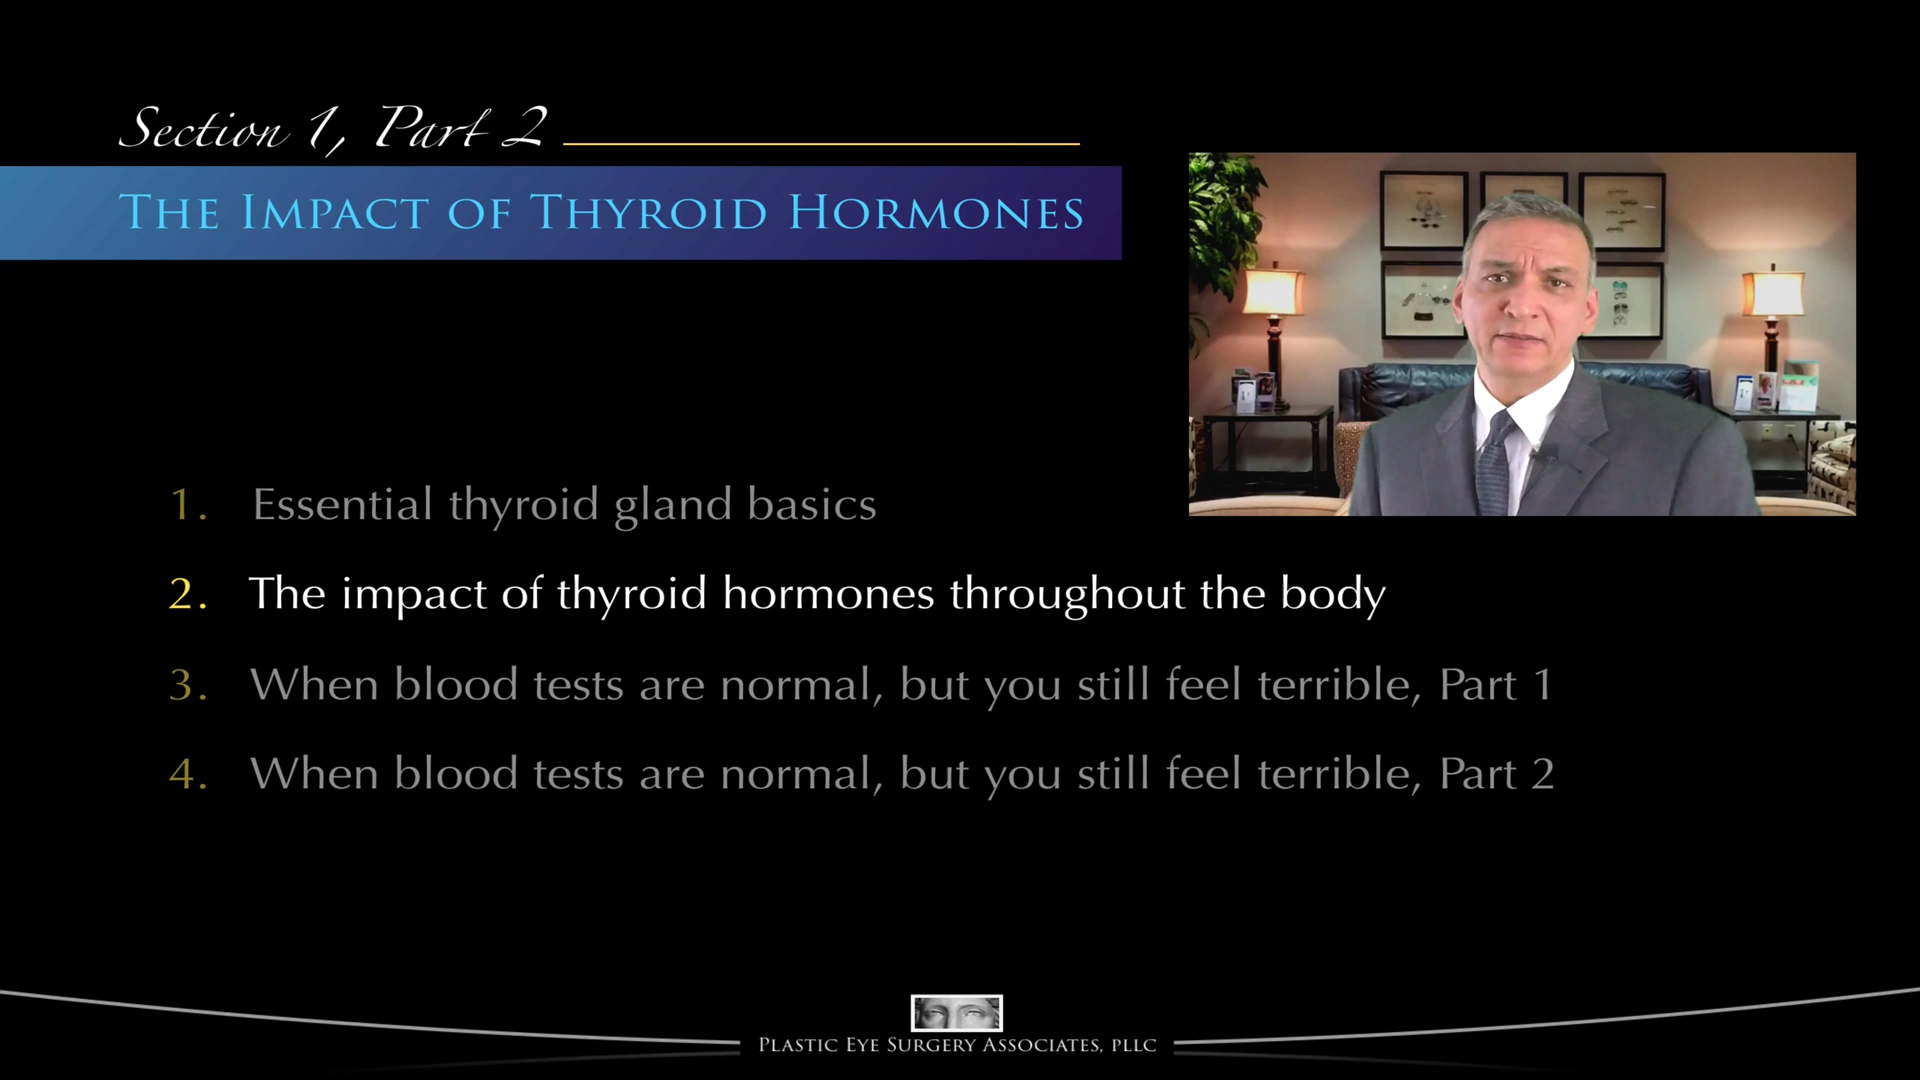 Section 1, Part 2
The Impact of Thyroid Hormones
1. Essential thyroid gland basics
2. The impact of thyroid hormones throughout the body
3. When blood tests are normal, but you still feel terrible, Part 1
4. When blood tests are normal, but you still feel terrible, Part 2
Plastic Eye Surgery Associates, PLLC